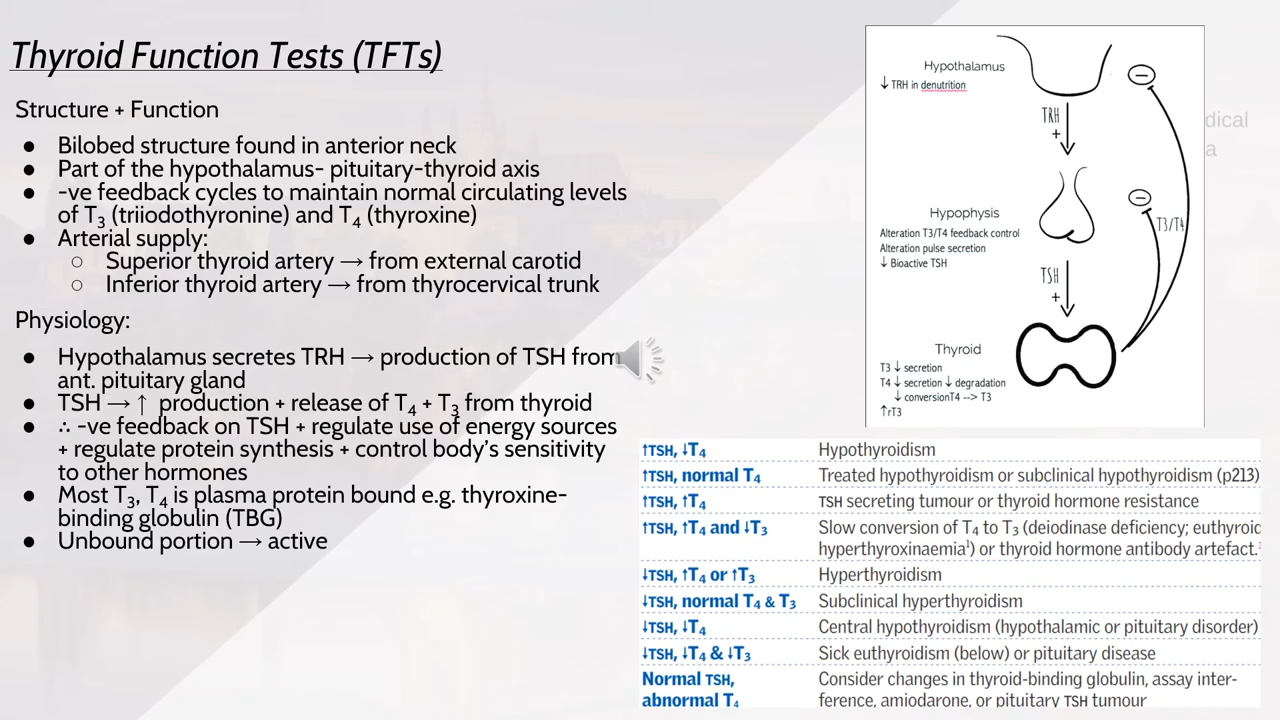 Thyroid Function Tests (TFTs)
Structure + Function
● Bilobed structure found in anterior neck
● Part of the hypothalamus- pituitary-thyroid axis
● -ve feedback cycles to maintain normal circulating levels
of T₃ (triiodothyronine) and T₄ (thyroxine)
● Arterial supply:
○ Superior thyroid artery → from external carotid
○ Inferior thyroid artery → from thyrocervical trunk
Physiology:
● Hypothalamus secretes TRH → production of TSH from
ant. pituitary gland
● TSH → ↑ production + release of T₄ + T₃ from thyroid
● ∴ -ve feedback on TSH + regulate use of energy sources
+ regulate protein synthesis + control body's sensitivity
to other hormones
● Most T₃, T₄ is plasma protein bound e.g. thyroxine-
binding globulin (TBG)
● Unbound portion → active
Hypothalamus
↓ TRH in denutrition
TRH
+
Hypophysis
Alteration T3/T4 feedback control
Alteration pulse secretion
↓ Bioactive TSH
T3/T4
TSH
+
Thyroid
T3 ↓ secretion
T4 ↓ secretion ↓ degradation
↓ conversionT4 --> T3
↑rT3
dical
a
↑TSH, ↓T₄ Hypothyroidism
↑TSH, normal T₄ Treated hypothyroidism or subclinical hypothyroidism (p213)
↑TSH, ↑T₄ TSH secreting tumour or thyroid hormone resistance
↑TSH, ↑T₄ and ↓T₃ Slow conversion of T₄ to T₃ (deiodinase deficiency; euthyroid
hyperthyroxinaemia¹) or thyroid hormone antibody artefact.
↓TSH, ↑T₄ or ↑T₃ Hyperthyroidism
↓TSH, normal T₄ & T₃ Subclinical hyperthyroidism
↓TSH, ↓T₄ Central hypothyroidism (hypothalamic or pituitary disorder)
↓TSH, ↓T₄ & ↓T₃ Sick euthyroidism (below) or pituitary disease
Normal TSH, Consider changes in thyroid-binding globulin, assay inter-
abnormal T₄ ference, amiodarone, or pituitary TSH tumour